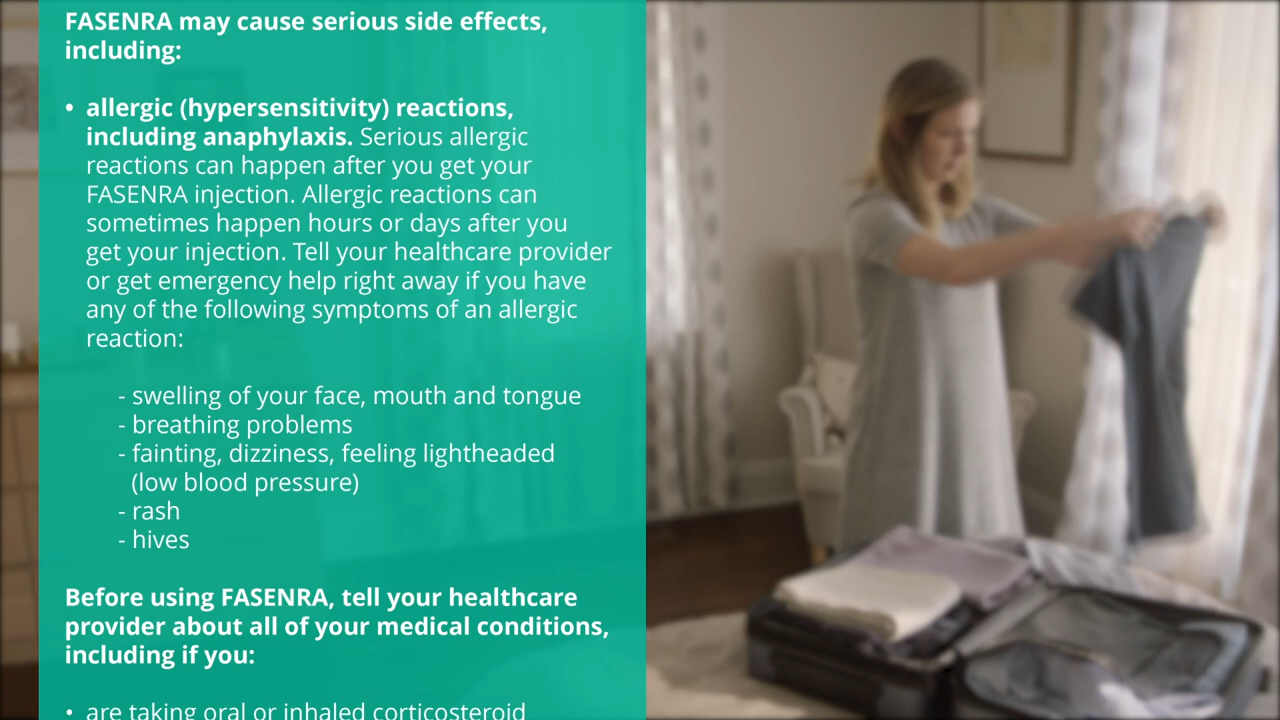 FASENRA may cause serious side effects,
including:
• allergic (hypersensitivity) reactions,
including anaphylaxis. Serious allergic
reactions can happen after you get your
FASENRA injection. Allergic reactions can
sometimes happen hours or days after you
get your injection. Tell your healthcare provider
or get emergency help right away if you have
any of the following symptoms of an allergic
reaction:
- swelling of your face, mouth and tongue
- breathing problems
- fainting, dizziness, feeling lightheaded
(low blood pressure)
- rash
- hives
Before using FASENRA, tell your healthcare
provider about all of your medical conditions,
including if you:
• are taking oral or inhaled corticosteroid